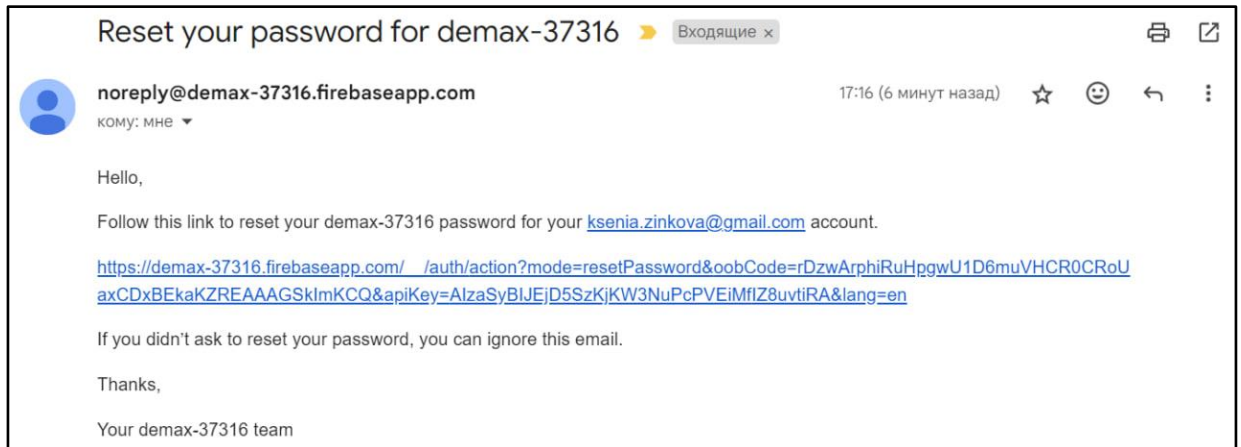 Reset your password for demax-37316 Входящие ×
noreply@demax-37316.firebaseapp.com 17:16 (6 минут назад)
кому: мне
Hello,
Follow this link to reset your demax-37316 password for your ksenia.zinkova@gmail.com account.
https://demax-37316.firebaseapp.com/__/auth/action?mode=resetPassword&oobCode=rDzwArphiRuHpgwU1D6muVHCR0CRoU
axCDxBEkaKZREAAAGSkImKCQ&apiKey=AIzaSyBIJEjD5SzKjKW3NuPcPVEiMfIZ8uvtiRA&lang=en
If you didn’t ask to reset your password, you can ignore this email.
Thanks,
Your demax-37316 team